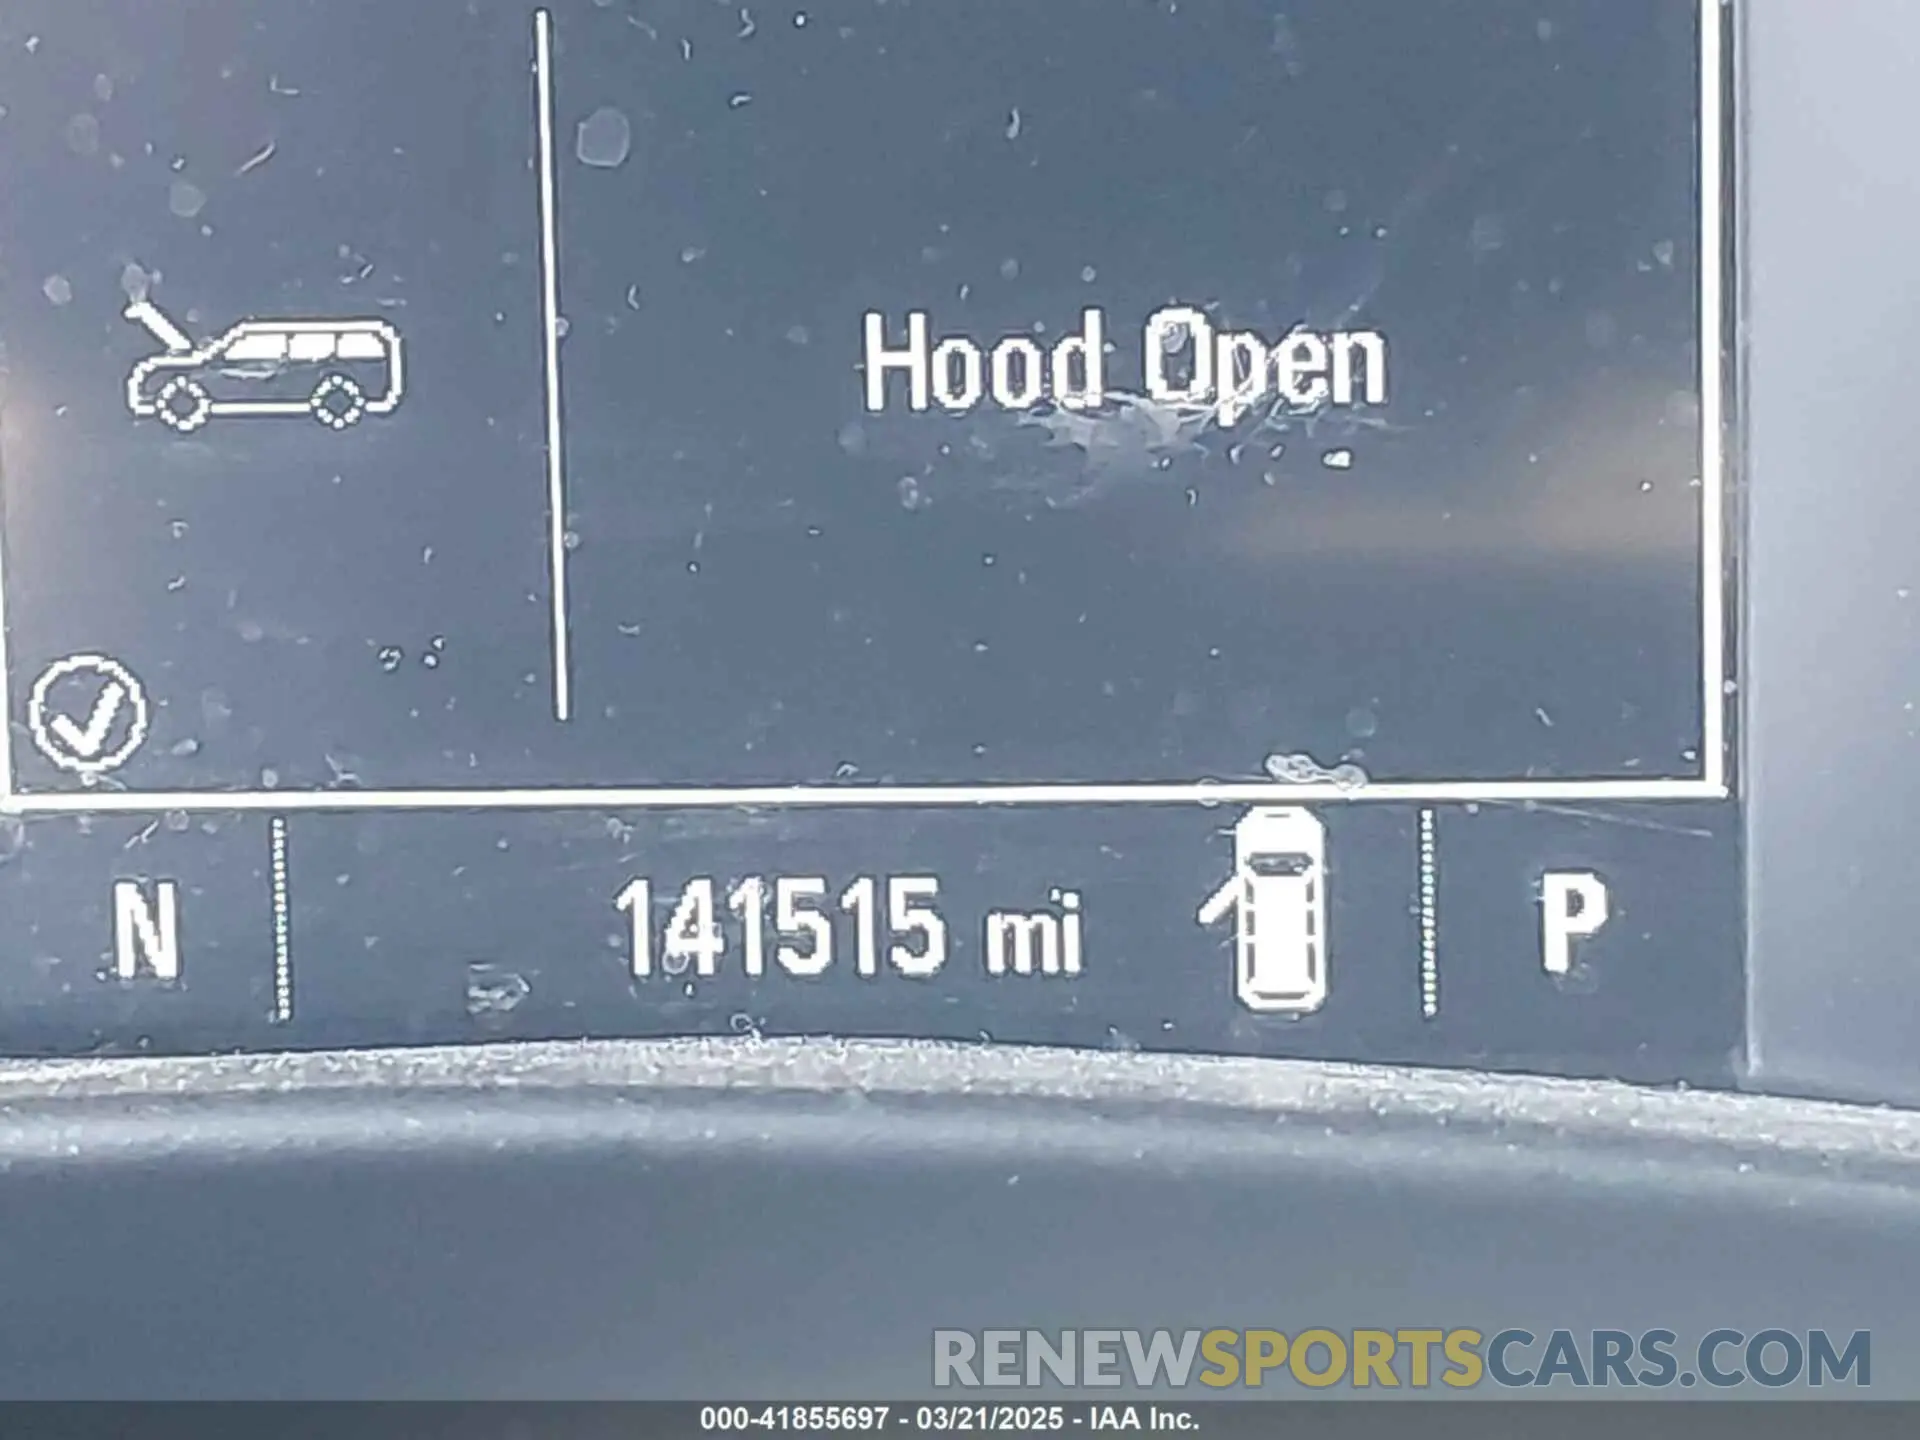 Hood Open
N 141515 mi P
RENEWSPORTSCARS.COM
000-41855697 - 03/21/2025 - IAA Inc.